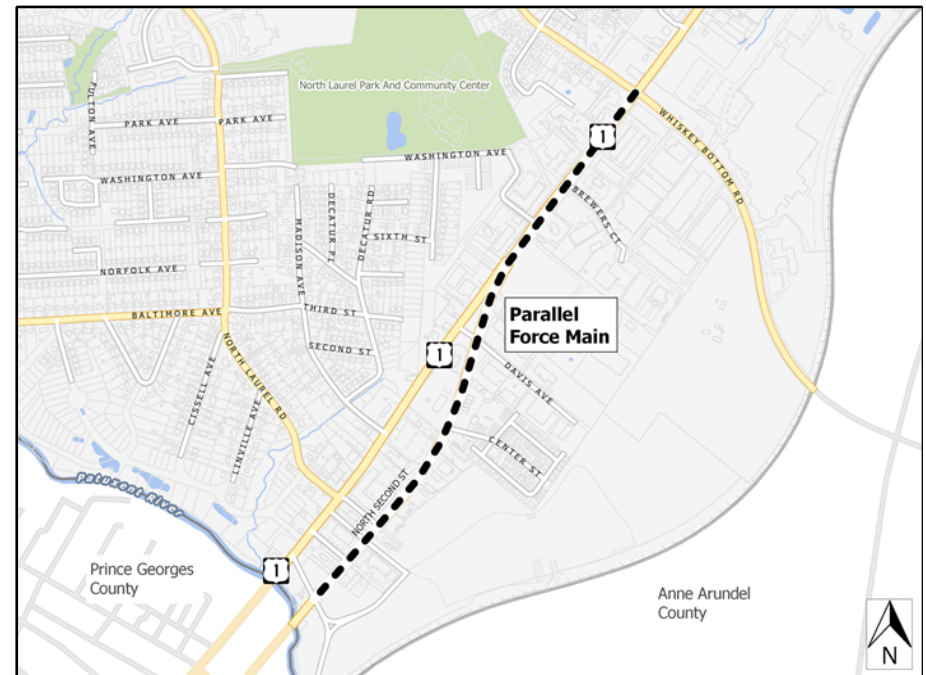 North Laurel Park And Community Center
FULTON AVE
PARK AVE
PARK AVE
1
WHISKEY BOTTOM RD
WASHINGTON AVE
WASHINGTON AVE
BREWERS CT
MADISON AVE
DECATUR PL
DECATUR RD
SIXTH ST
NORFOLK AVE
BALTIMORE AVE
THIRD ST
Parallel
Force Main
SECOND ST
1
NORTH LAUREL RD
CISSELL AVE
DAVIS AVE
LINVILLE AVE
CENTER ST
NORTH SECOND ST
patuxent River
1
Prince Georges
County
Anne Arundel
County
N